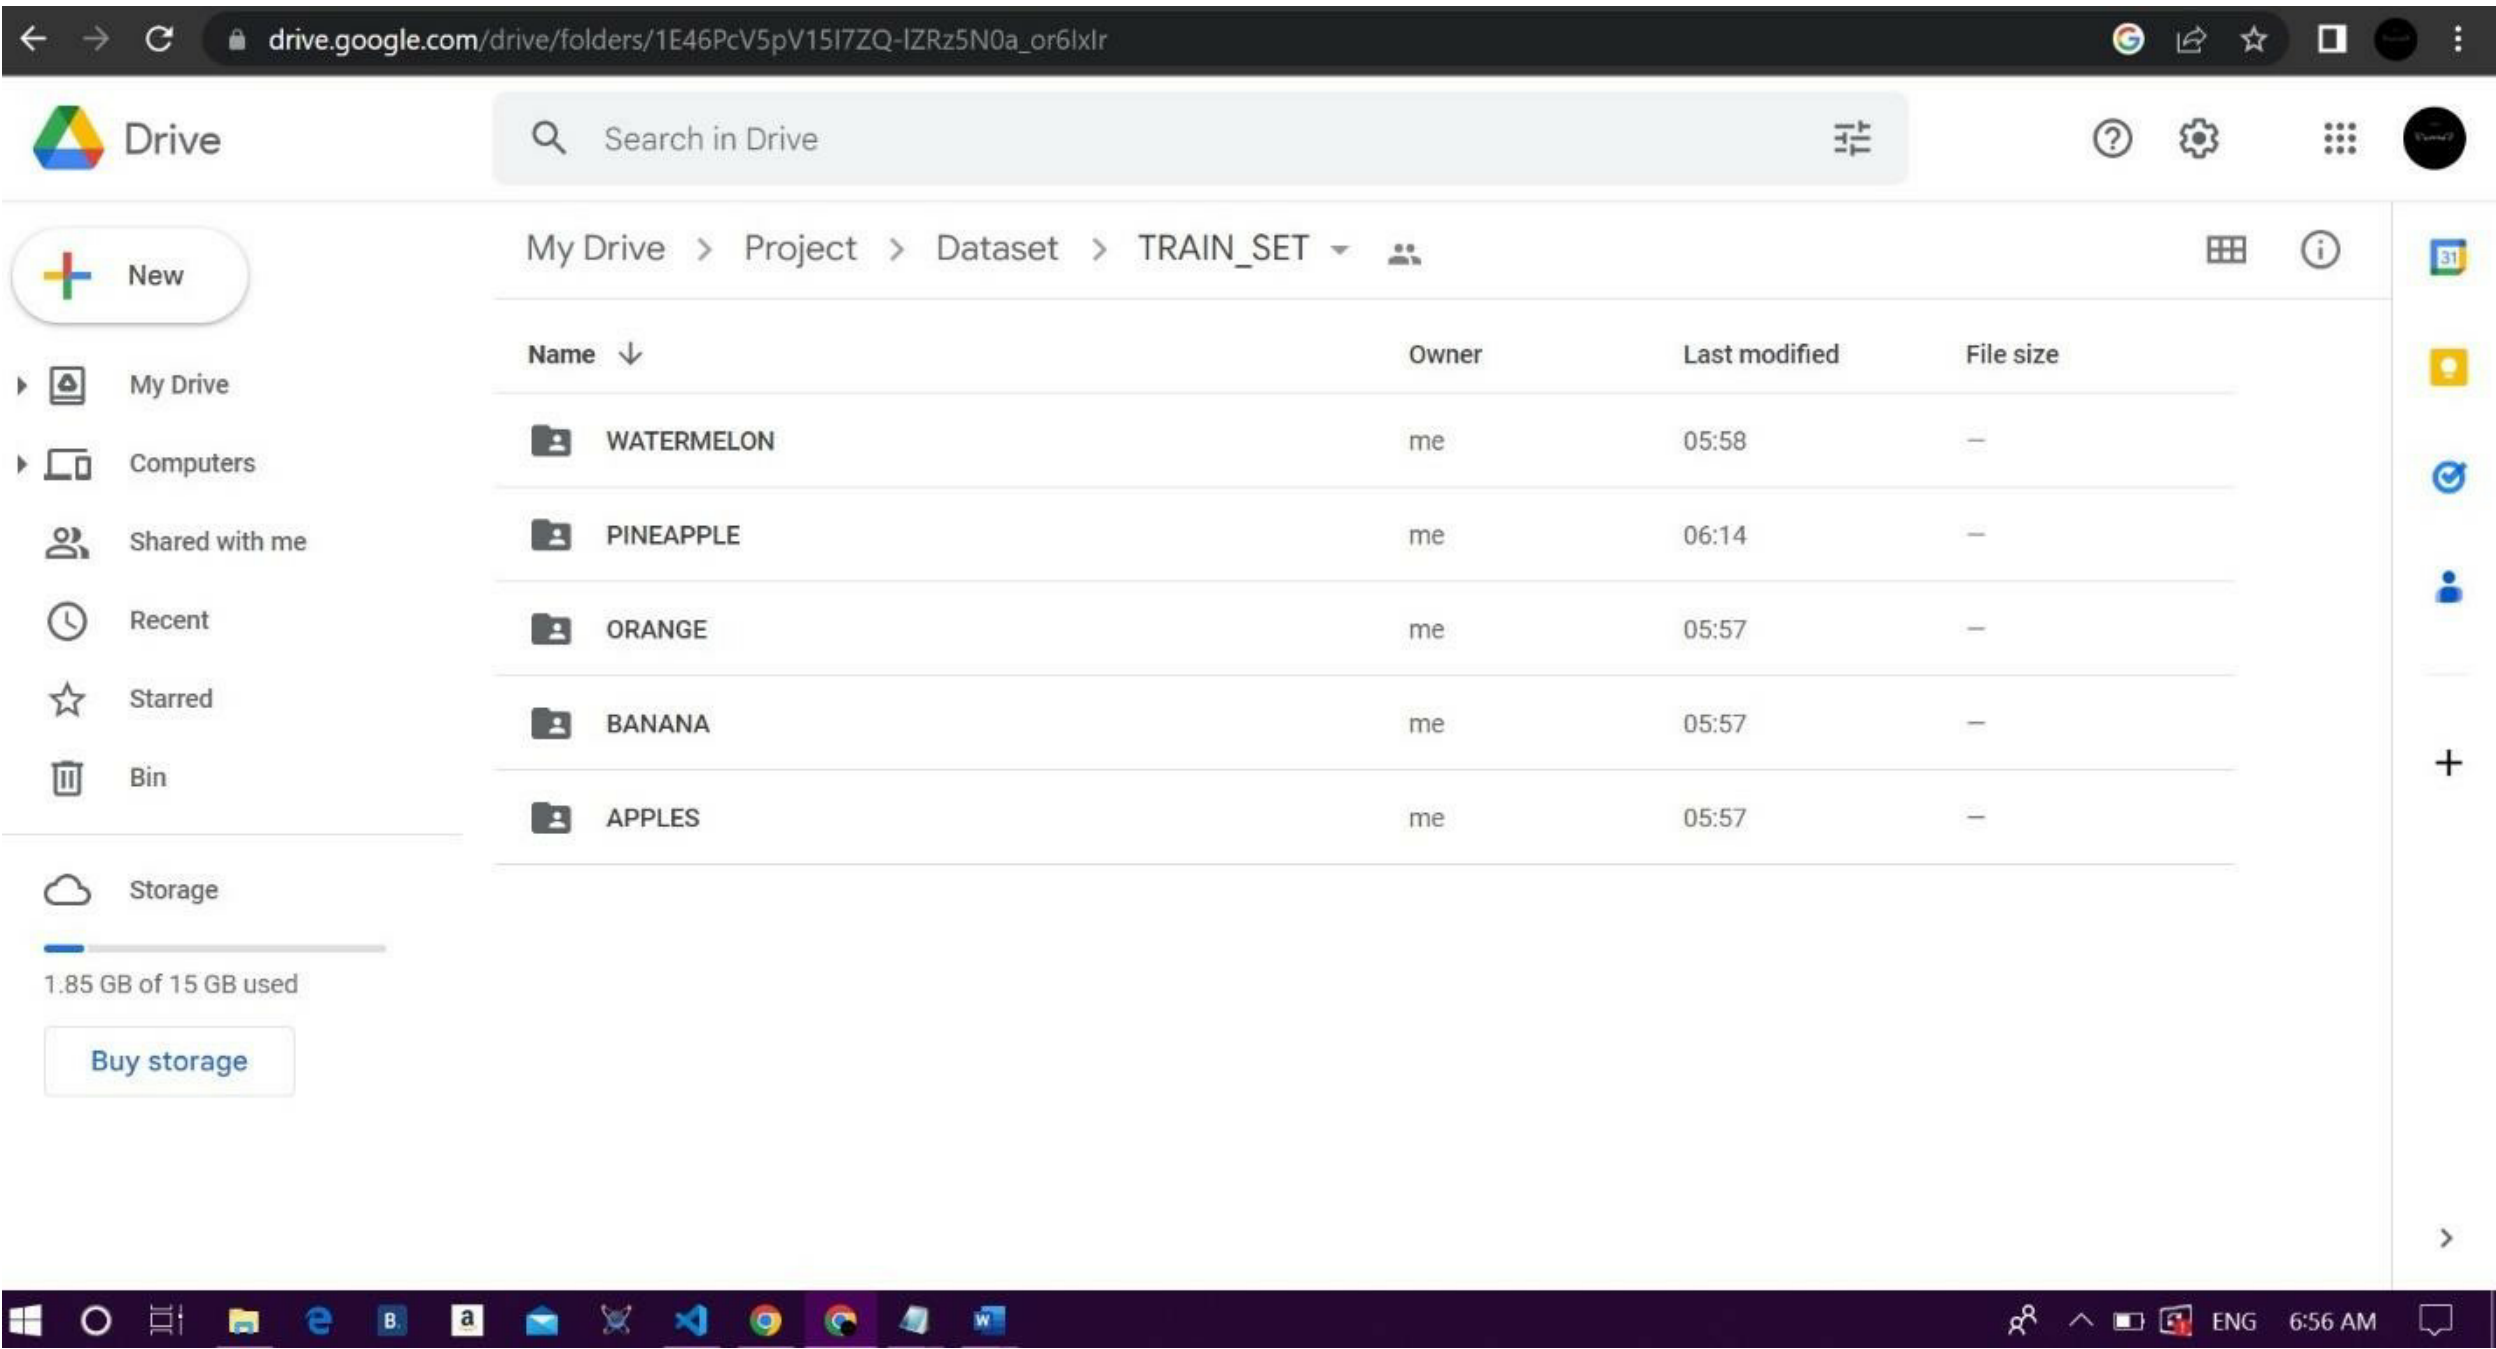 drive.google.com/drive/folders/1E46PcV5pV15I7ZQ-lZRz5N0a_or6IxIr
Drive
Search in Drive
My Drive > Project > Dataset > TRAIN_SET
31
New
Name Owner Last modified File size
My Drive
WATERMELON me 05:58 –
Computers
PINEAPPLE me 06:14 –
Shared with me
ORANGE me 05:57 –
Recent
Starred
BANANA me 05:57 –
Bin
APPLES me 05:57 –
Storage
1.85 GB of 15 GB used
Buy storage
B. a W ENG 6:56 AM